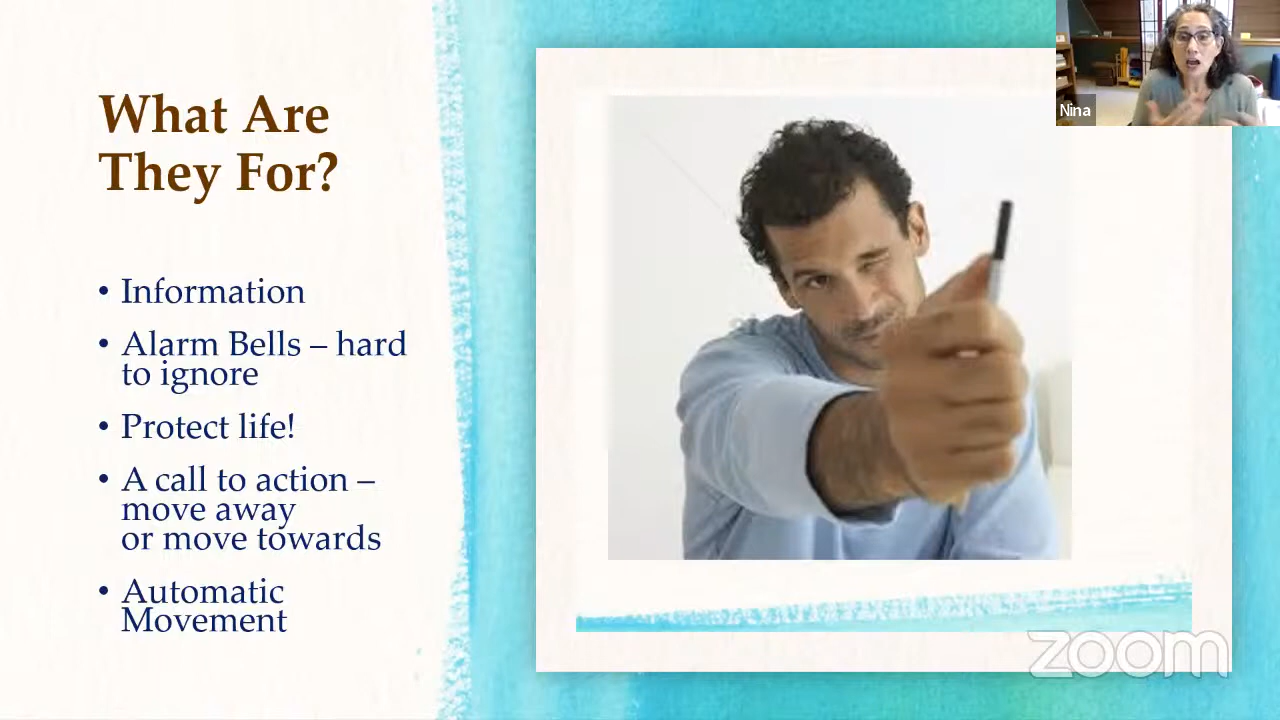 What Are
They For?
• Information
• Alarm Bells – hard
to ignore
• Protect life!
• A call to action –
move away
or move towards
• Automatic
Movement
Nina
zoom